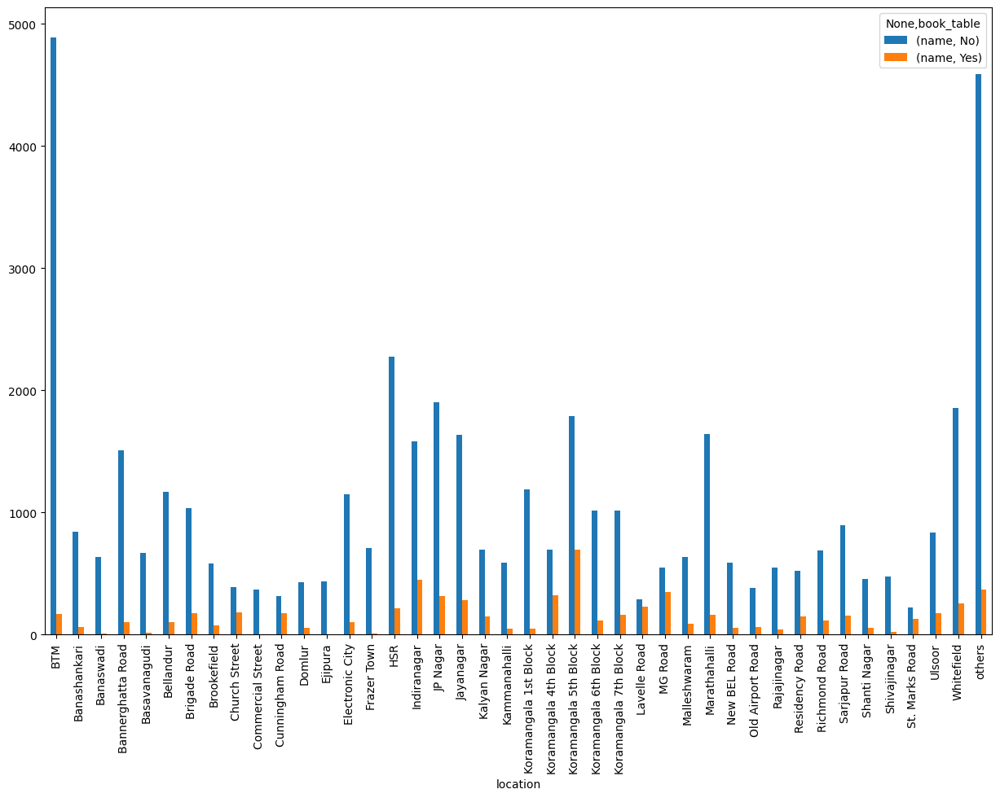 5000
4000
3000
2000
1000
0
None,book_table
(name, No)
(name, Yes)
BTM
Banashankari
Banaswadi
Bannerghatta Road
Basavanagudi
Bellandur
Brigade Road
Brookefield
Church Street
Commercial Street
Cunningham Road
Domlur
Ejipura
Electronic City
Frazer Town
HSR
Indiranagar
JP Nagar
Jayanagar
Kalyan Nagar
Kammanahalli
Koramangala 1st Block
Koramangala 4th Block
Koramangala 5th Block
Koramangala 6th Block
Koramangala 7th Block
Lavelle Road
MG Road
Malleshwaram
Marathahalli
New BEL Road
Old Airport Road
Rajajinagar
Residency Road
Richmond Road
Sarjapur Road
Shanti Nagar
Shivajinagar
St. Marks Road
Ulsoor
Whitefield
others
location